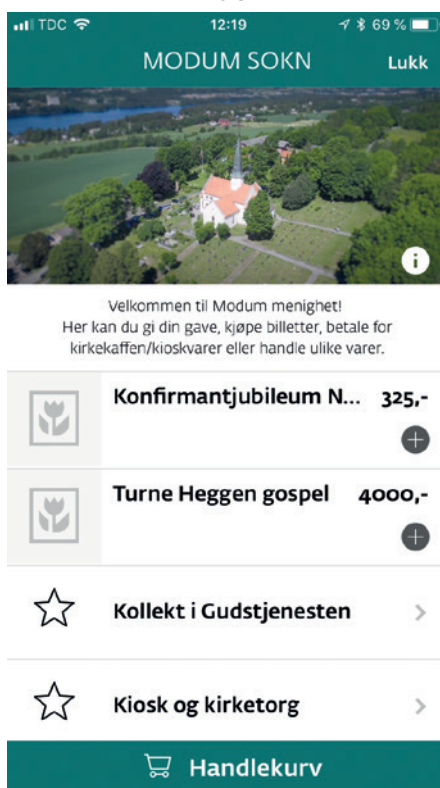 TDC 12:19 69 %
MODUM SOKN Lukk
i
Velkommen til Modum menighet!
Her kan du gi din gave, kjøpe billetter, betale for
kirkekaffen/kioskvarer eller handle ulike varer.
Konfirmantjubileum N... 325,-
Turne Heggen gospel 4000,-
Kollekt i Gudstjenesten
Kiosk og kirketorg
Handlekurv